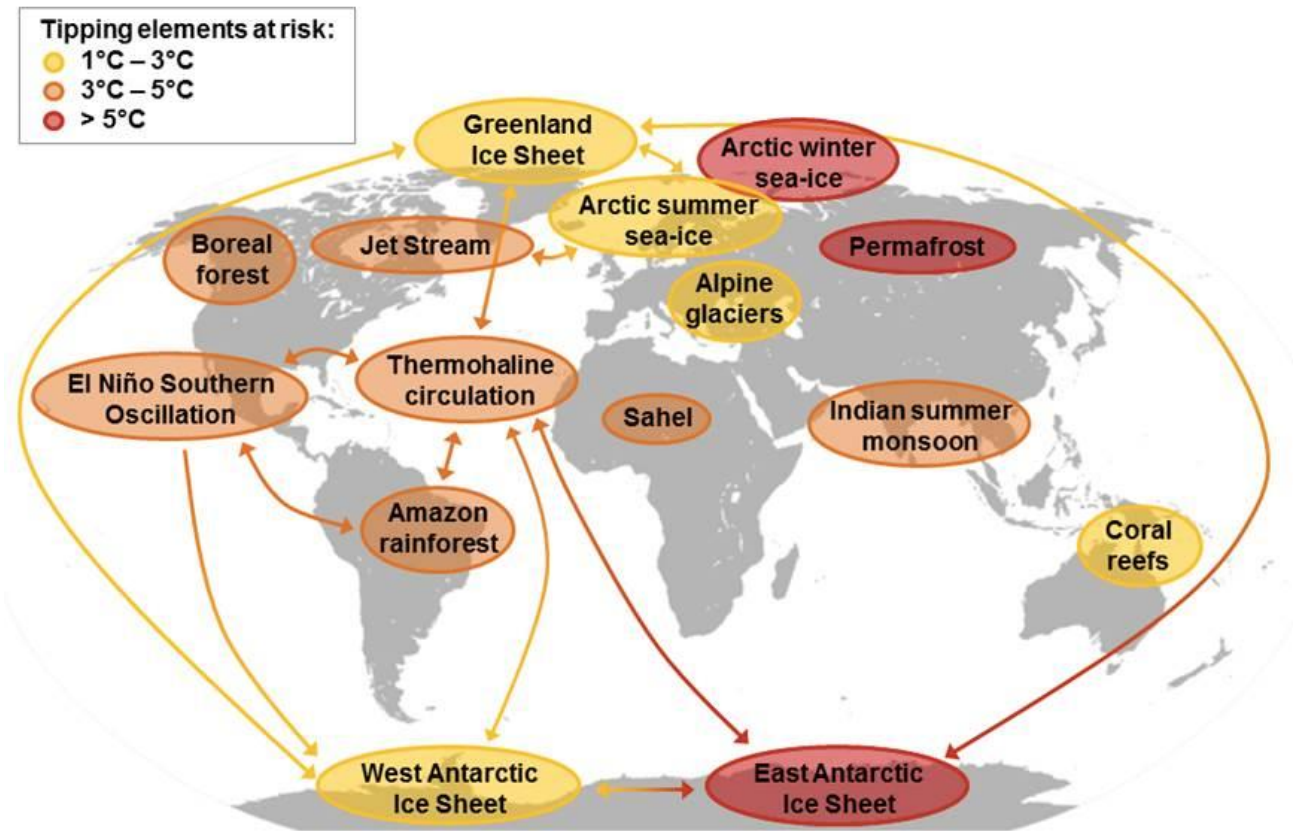 Tipping elements at risk:
1°C – 3°C
3°C – 5°C
> 5°C
Greenland
Ice Sheet
Arctic winter
sea-ice
Arctic summer
sea-ice
Boreal
forest
Jet Stream
Permafrost
Alpine
glaciers
El Niño Southern
Oscillation
Thermohaline
circulation
Sahel
Indian summer
monsoon
Amazon
rainforest
Coral
reefs
West Antarctic
Ice Sheet
East Antarctic
Ice Sheet